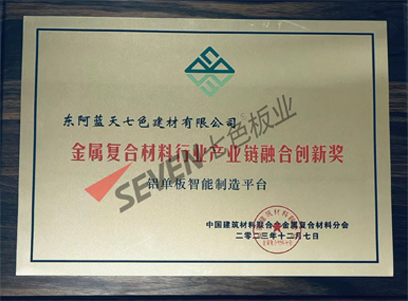 东阿蓝天七色建材有限公司
金属复合材料行业产业链融合创新奖
SEVEN七色板业
铝单板智能制造平台
中国建筑材料联合会金属复合材料分会
二〇二三年十二月七日